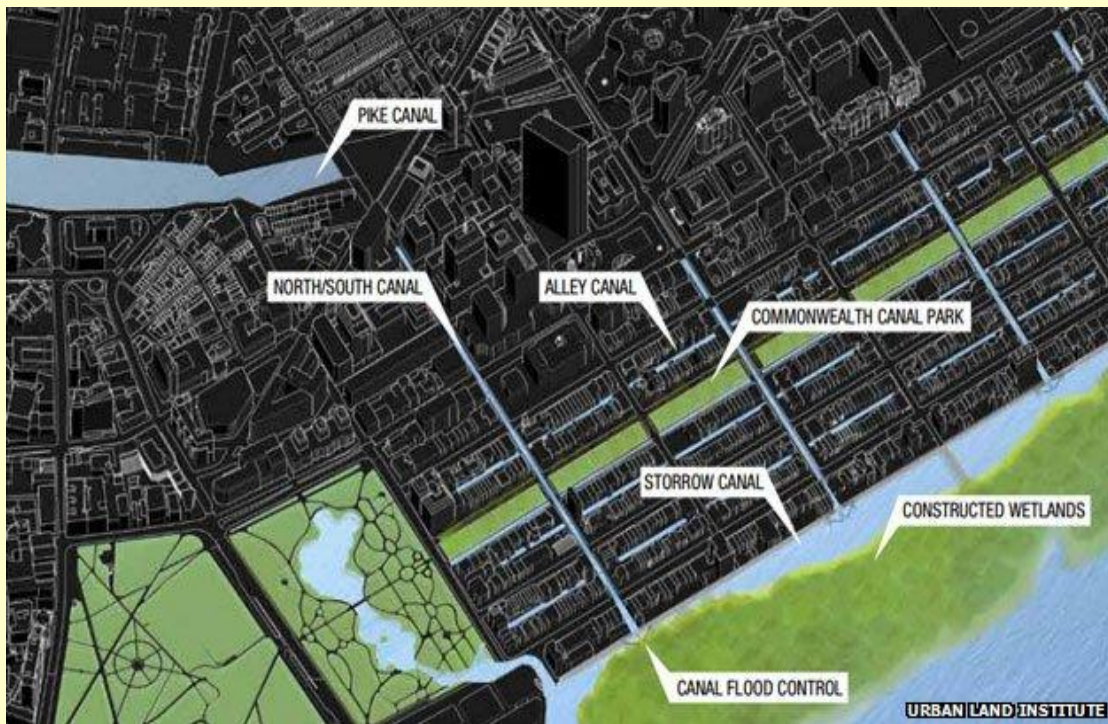 PIKE CANAL
NORTH/SOUTH CANAL
ALLEY CANAL
COMMONWEALTH CANAL PARK
STORROW CANAL
CONSTRUCTED WETLANDS
CANAL FLOOD CONTROL
URBAN LAND INSTITUTE